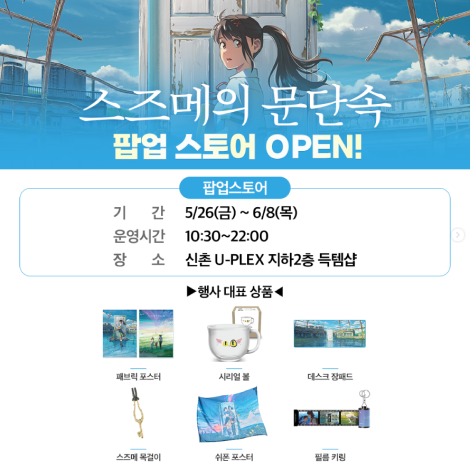 스즈메의 문단속
팝업 스토어 OPEN!
팝업스토어
기 간 5/26(금) ~ 6/8(목)
운영시간 10:30~22:00
장 소 신촌 U-PLEX 지하2층 득템샵
▶행사 대표 상품◀
패브릭 포스터
시리얼 볼
데스크 장패드
스즈메 목걸이
쉬폰 포스터
필름 키링